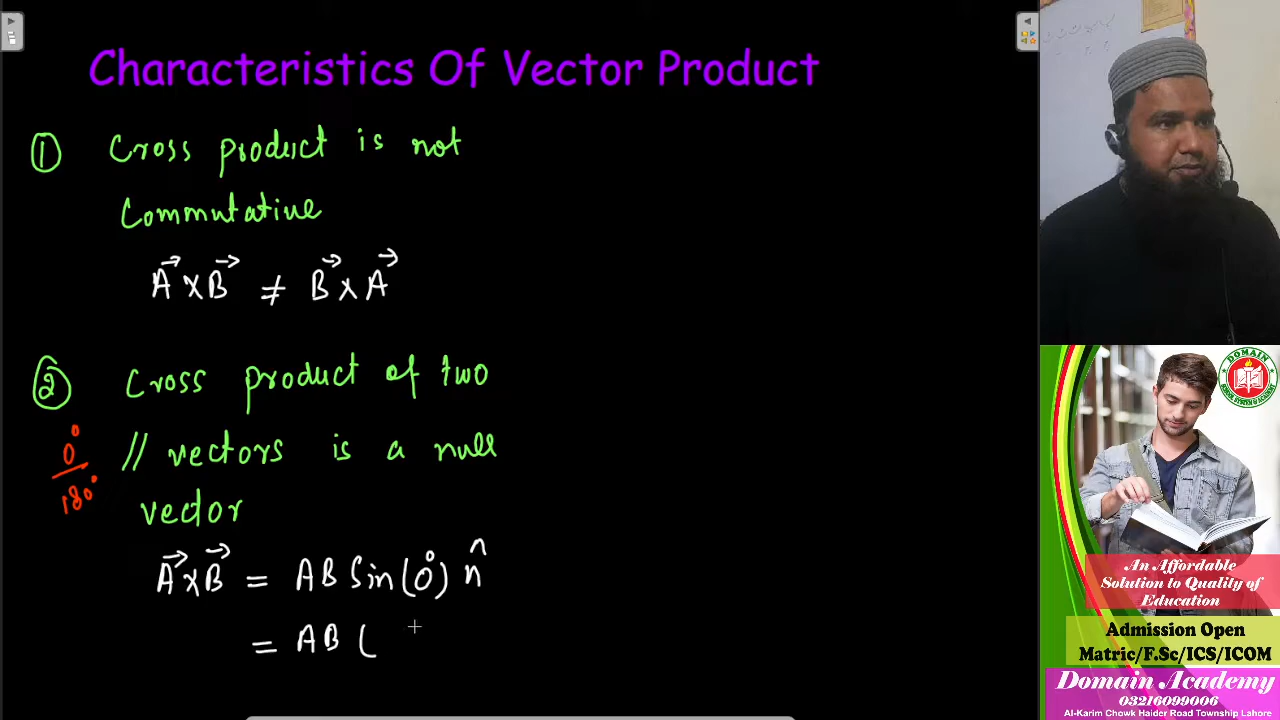 Characteristics Of Vector Product
① Cross product is not
Commutative
A⃗ × B⃗ ≠ B⃗ × A⃗
② Cross product of two
// vectors is a null
vector
0°
180°
A⃗ × B⃗ = AB Sin(0°) n̂
= AB (
DOMAIN
An Affordable
Solution to Quality of
Education
Admission Open
Matric/F.Sc/ICS/ICOM
Domain Academy
03216099006
Al-Karim Chowk Haider Road Township Lahore